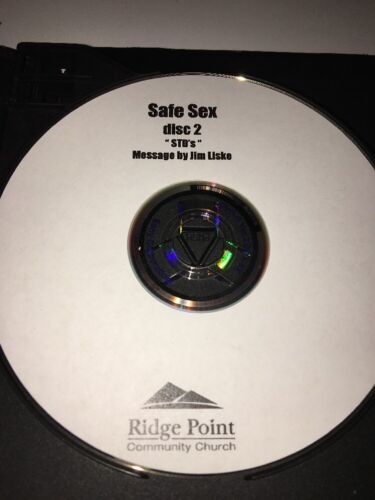 Safe Sex
disc 2
" STD's "
Message by Jim Liske
Ridge Point
Community Church